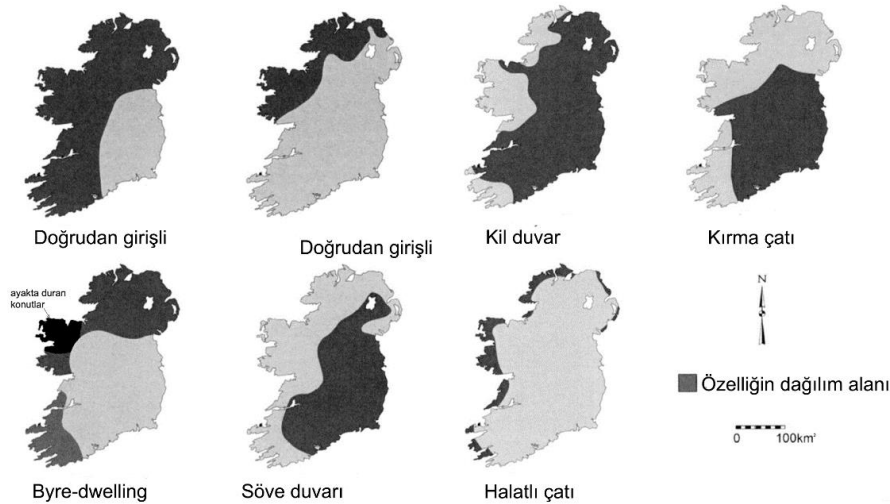 Doğrudan girişli
Doğrudan girişli
Kil duvar
Kırma çatı
ayakta duran
konutlar
N
Özelliğin dağılım alanı
0 100km²
Byre-dwelling
Söve duvarı
Halatlı çatı